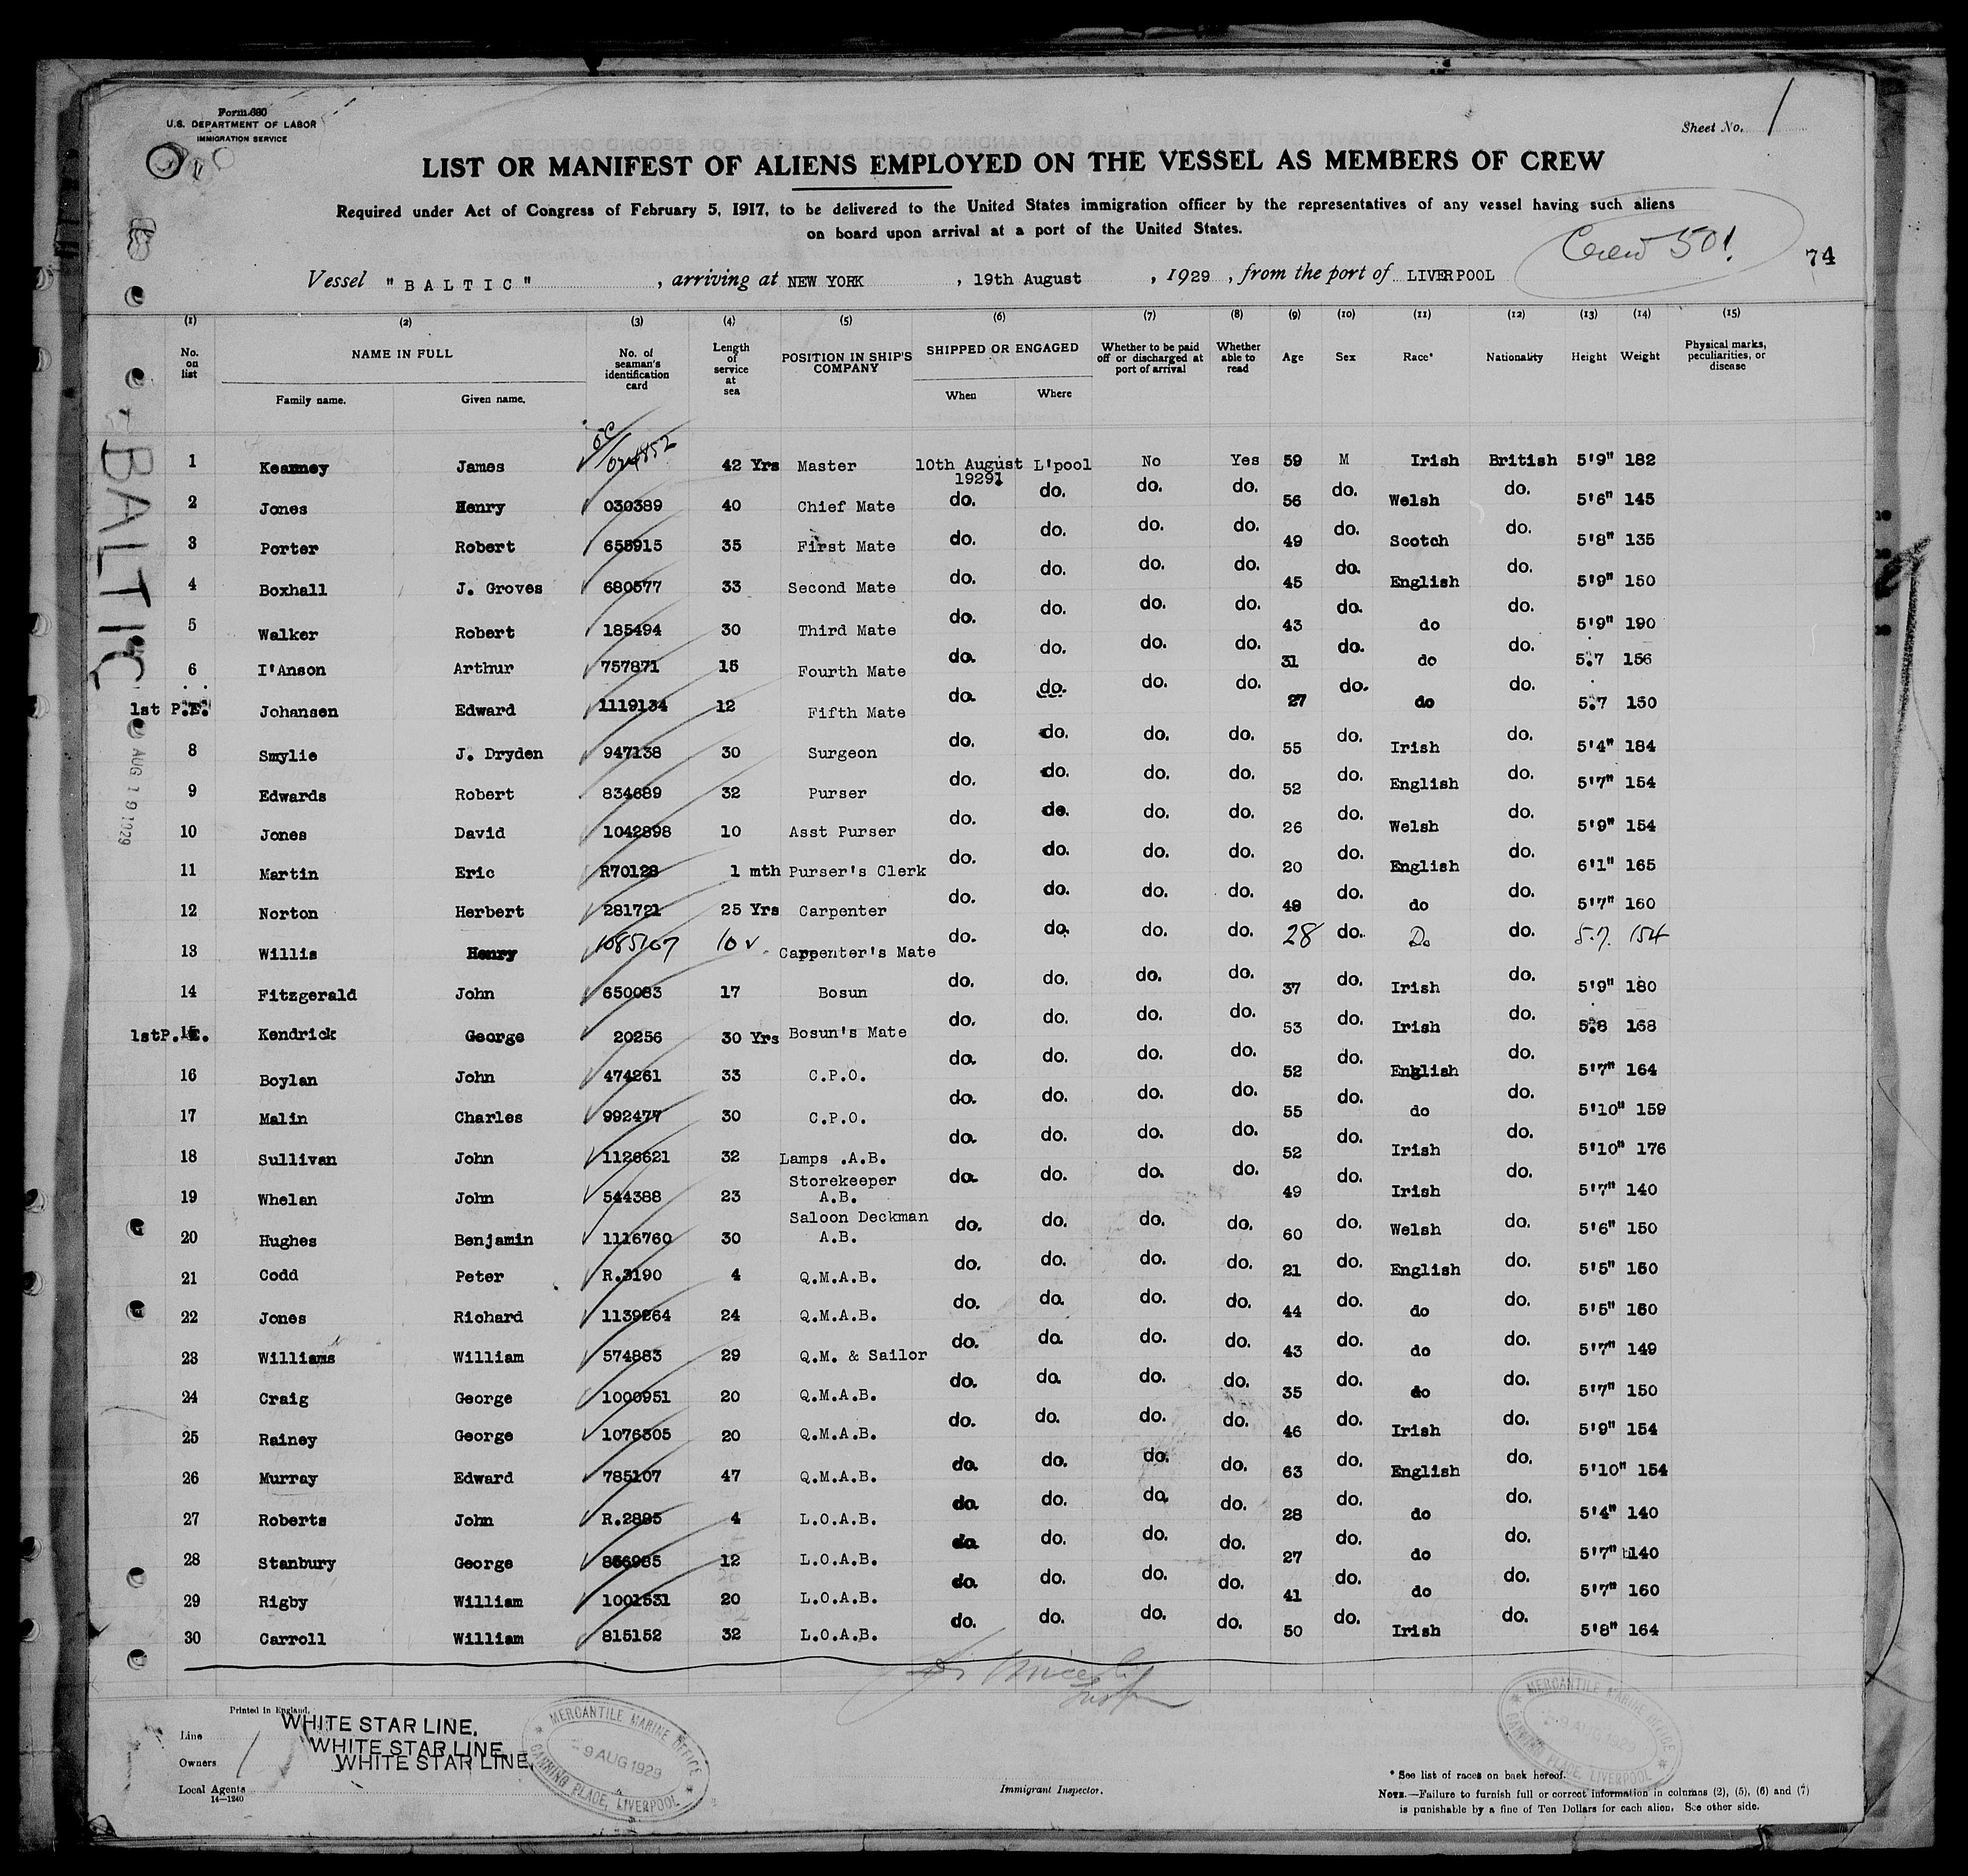 Form 680
U.S. DEPARTMENT OF LABOR
IMMIGRATION SERVICE
Sheet No. 1
LIST OR MANIFEST OF ALIENS EMPLOYED ON THE VESSEL AS MEMBERS OF CREW
Required under Act of Congress of February 5, 1917, to be delivered to the United States immigration officer by the representatives of any vessel having such aliens
on board upon arrival at a port of the United States.
Crew 501
74
Vessel "BALTIC", arriving at NEW YORK, 19th August, 1929, from the port of LIVERPOOL
(1) (2) (3) (4) (5) (6) (7) (8) (9) (10) (11) (12) (13) (14) (15)
No. on list NAME IN FULL Family name. Given name. No. of seaman's identification card Length of service at sea POSITION IN SHIP'S COMPANY SHIPPED OR ENGAGED When Where Whether to be paid off or discharged at port of arrival Whether able to read Age Sex Race* Nationality Height Weight Physical marks, peculiarities, or disease
1 Kearney James 42 Yrs Master 10th August 1929 L'pool No Yes 59 M Irish British 5'9" 182
2 Jones Henry 030389 40 Chief Mate do. do. do. do. 56 do. Welsh do. 5'6" 145
3 Porter Robert 655915 35 First Mate do. do. do. do. 49 do. Scotch do. 5'8" 135
4 Boxhall J. Groves 680577 33 Second Mate do. do. do. do. 45 do. English do. 5'9" 150
5 Walker Robert 185494 30 Third Mate do. do. do. do. 43 do. do do. 5'9" 190
6 I'Anson Arthur 757871 15 Fourth Mate do. do. do. do. 31 do. do do. 5.7 156
1st P.E. Johansen Edward 1119134 12 Fifth Mate do. do. do. do. 27 do. do do. 5.7 150
8 Smylie J. Dryden 947138 30 Surgeon do. do. do. do. 55 do. Irish do. 5'4" 184
9 Edwards Robert 834689 32 Purser do. do. do. do. 52 do. English do. 5'7" 154
10 Jones David 1042898 10 Asst Purser do. do. do. do. 26 do. Welsh do. 5'9" 154
11 Martin Eric R70128 1 mth Purser's Clerk do. do. do. do. 20 do. English do. 6'1" 165
12 Norton Herbert 281721 25 Yrs Carpenter do. do. do. do. 49 do. do do. 5'7" 160
13 Willis Henry 1085167 10 Carpenter's Mate do. do. do. do. 28 do. Do do. 5.7. 154
14 Fitzgerald John 650083 17 Bosun do. do. do. do. 37 do. Irish do. 5'9" 180
1stP.E. 15 Kendrick George 20256 30 Yrs Bosun's Mate do. do. do. do. 53 do. Irish do. 5.8 168
16 Boylan John 474261 33 C.P.O. do. do. do. do. 52 do. English do. 5'7" 164
17 Malin Charles 992477 30 C.P.O. do. do. do. do. 55 do. do do. 5'10" 159
18 Sullivan John 1126621 32 Lamps .A.B. do. do. do. do. 52 do. Irish do. 5'10" 176
19 Whelan John 544388 23 Storekeeper A.B. do. do. do. do. 49 do. Irish do. 5'7" 140
20 Hughes Benjamin 1116760 30 Saloon Deckman A.B. do. do. do. do. 60 do. Welsh do. 5'6" 150
21 Codd Peter R.3190 4 Q.M.A.B. do. do. do. do. 21 do. English do. 5'5" 150
22 Jones Richard 1139264 24 Q.M.A.B. do. do. do. do. 44 do. do do. 5'5" 150
23 Williams William 574883 29 Q.M. & Sailor do. do. do. do. 43 do. do do. 5'7" 149
24 Craig George 1000951 20 Q.M.A.B. do. do. do. do. 35 do. do do. 5'7" 150
25 Rainey George 1076305 20 Q.M.A.B. do. do. do. do. 46 do. Irish do. 5'9" 154
26 Murray Edward 785107 47 Q.M.A.B. do. do. do. do. 63 do. English do. 5'10" 154
27 Roberts John R.2895 4 L.O.A.B. do. do. do. do. 28 do. do do. 5'4" 140
28 Stanbury George 866985 12 L.O.A.B. do. do. do. do. 27 do. do do. 5'7" 140
29 Rigby William 1001531 20 L.O.A.B. do. do. do. do. 41 do. do do. 5'7" 160
30 Carroll William 815152 32 L.O.A.B. do. do. do. do. 50 do. Irish do. 5'8" 164
BALTIC
AUG 19 1929
Printed in England.
Line WHITE STAR LINE.
Owners WHITE STAR LINE.
WHITE STAR LINE.
Local Agents
14—1240
MERCANTILE MARINE OFFICE
9 AUG 1929
CANNING PLACE, LIVERPOOL
Immigrant Inspector.
MERCANTILE MARINE OFFICE
9 AUG 1929
CANNING PLACE, LIVERPOOL
* See list of races on back hereof.
NOTE.—Failure to furnish full or correct information in columns (2), (5), (6) and (7)
is punishable by a fine of Ten Dollars for each alien. See other side.